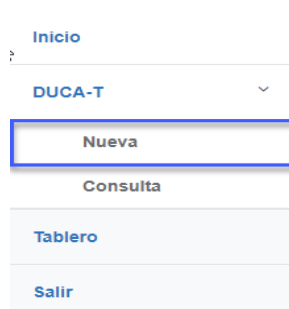 Inicio
DUCA-T
Nueva
Consulta
Tablero
Salir